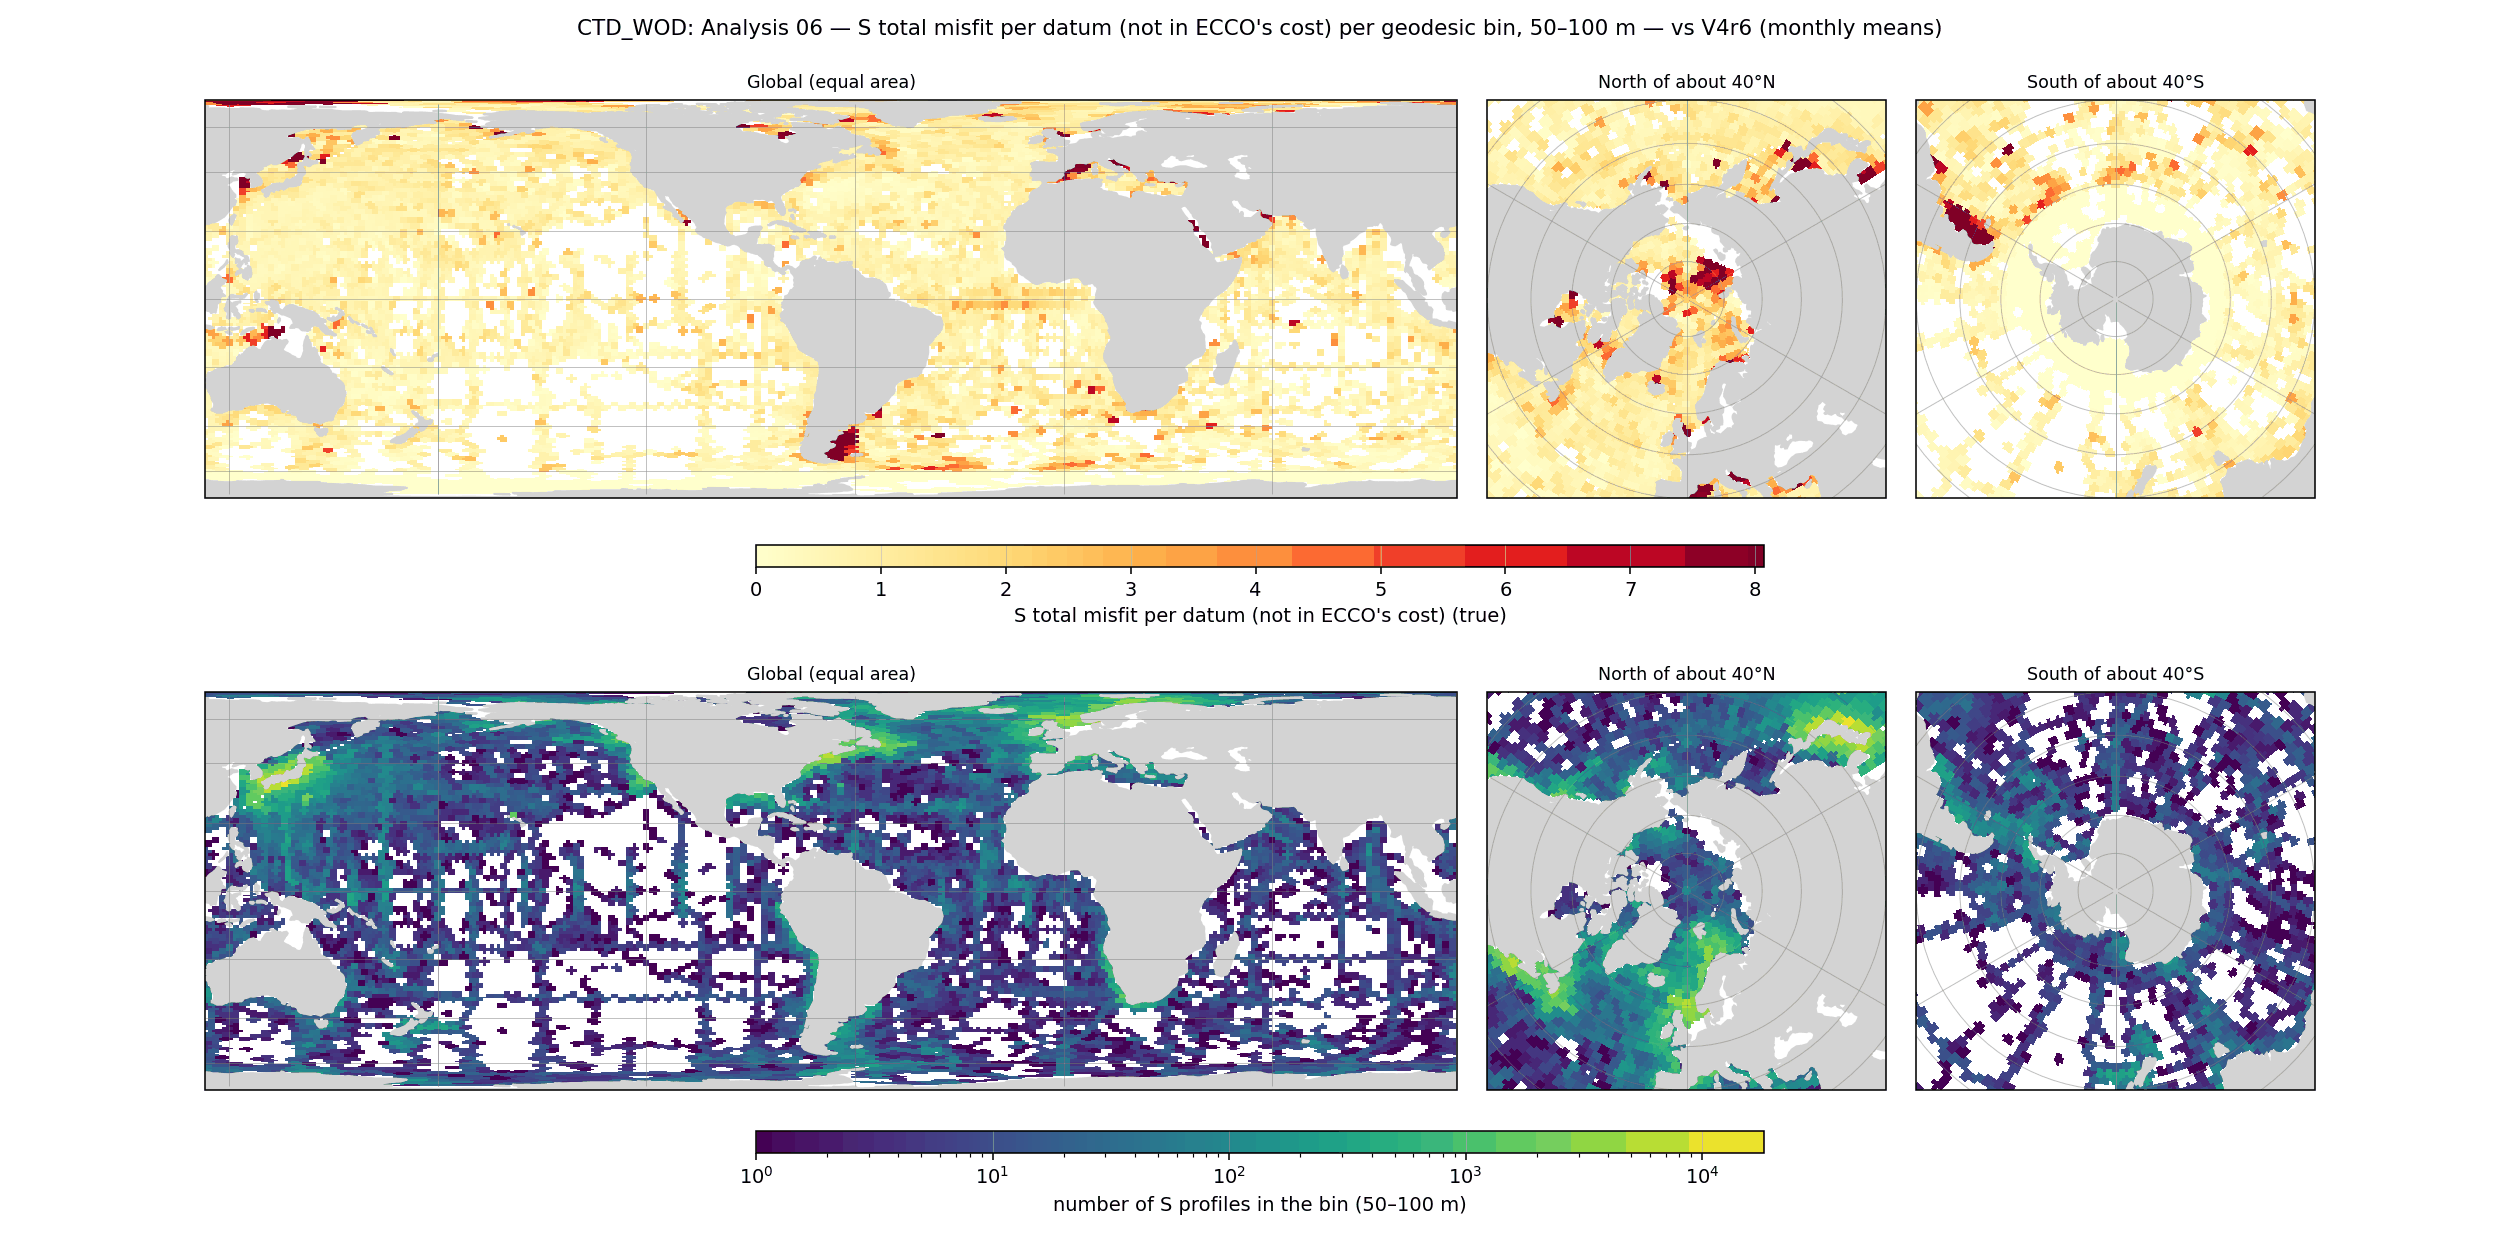 CTD_WOD: Analysis 06 — S total misfit per datum (not in ECCO's cost) per geodesic bin, 50–100 m — vs V4r6 (monthly means)
Global (equal area)
North of about 40°N
South of about 40°S
0 1 2 3 4 5 6 7 8
S total misfit per datum (not in ECCO's cost) (true)
Global (equal area)
North of about 40°N
South of about 40°S
10⁰ 10¹ 10² 10³ 10⁴
number of S profiles in the bin (50–100 m)